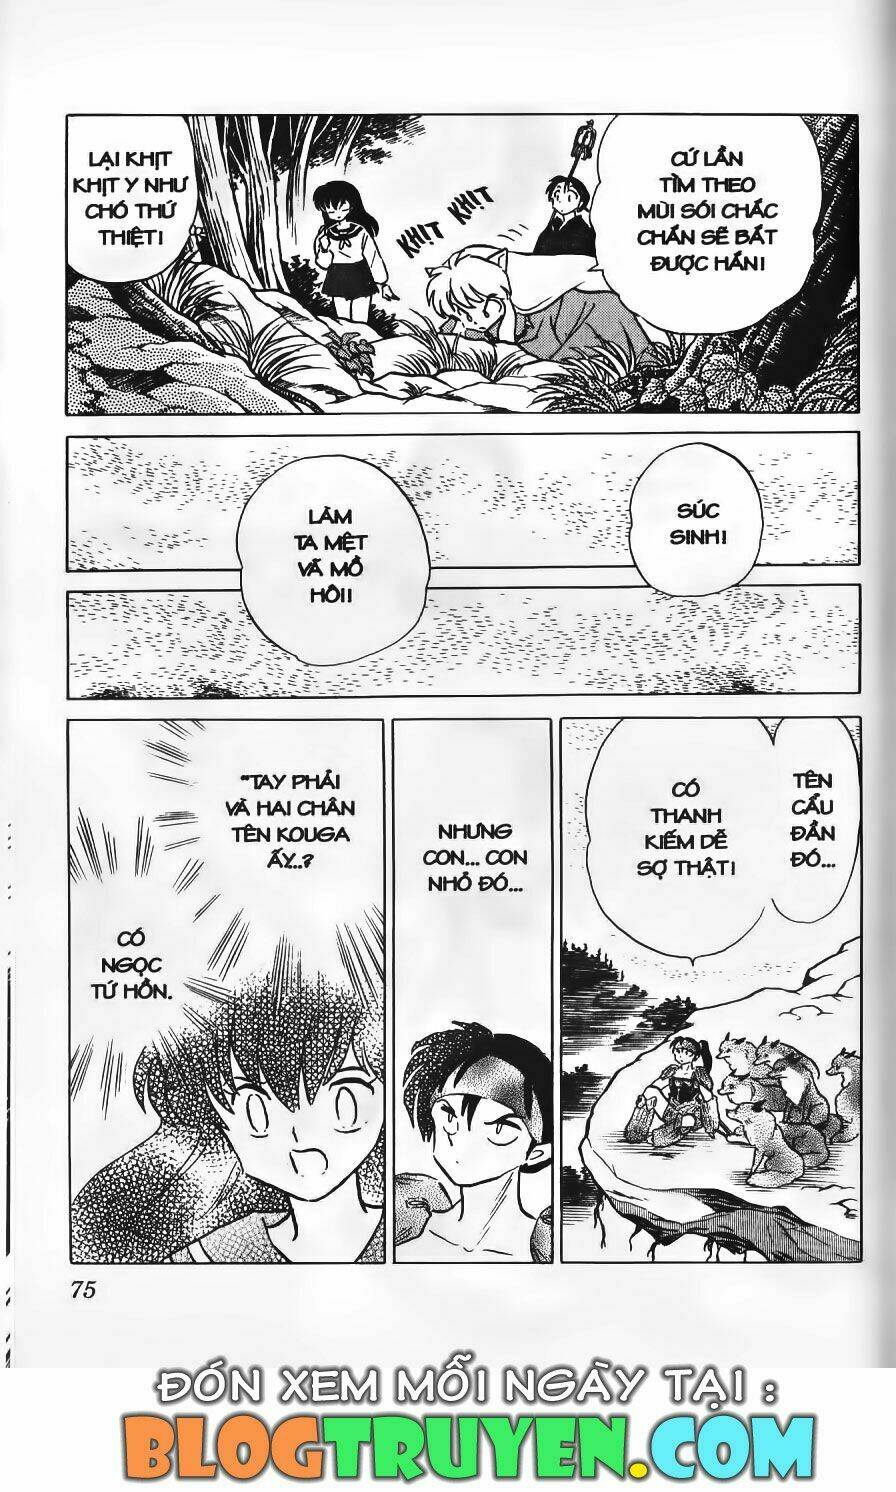 CỨ LẦN
TÌM THEO
MÙI SÓI CHẮC
CHẮN SẼ BẮT
ĐƯỢC HẮN!
KHỊT KHỊT
LẠI KHỊT
KHỊT Y NHƯ
CHÓ THỨ
THIỆT!
SÚC
SINH!
LÀM
TA MỆT
VÃ MỒ
HÔI!
TÊN
CẨU
ĐẦN
ĐÓ...
CÓ
THANH
KIẾM DỄ
SỢ THẬT!
NHƯNG
CON... CON
NHỎ ĐÓ...
"TAY PHẢI
VÀ HAI CHÂN
TÊN KOUGA
ẤY..?
CÓ
NGỌC
TỨ HỒN.
75
ĐÓN XEM MỖI NGÀY TẠI :
BLOGTRUYEN.COM